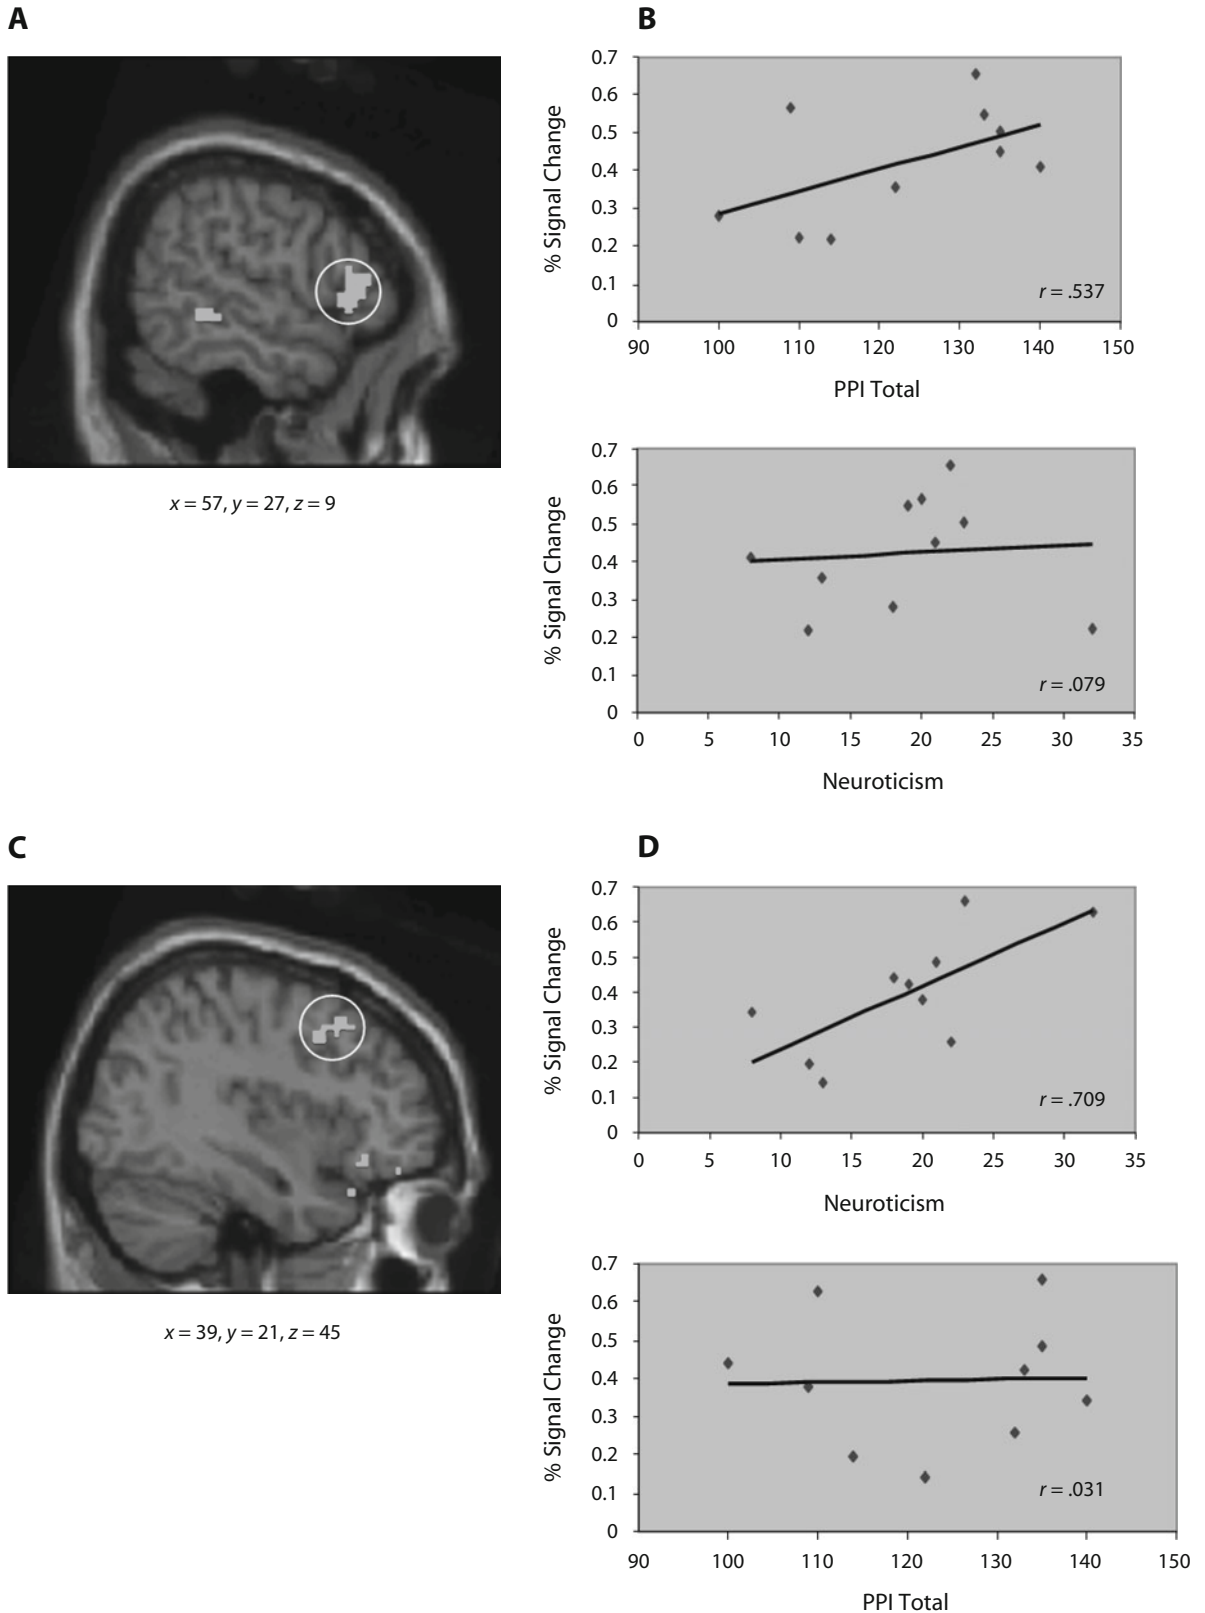 A
x = 57, y = 27, z = 9
B
% Signal Change
0.7
0.6
0.5
0.4
0.3
0.2
0.1
0
r = .537
90 100 110 120 130 140 150
PPI Total
% Signal Change
0.7
0.6
0.5
0.4
0.3
0.2
0.1
0
r = .079
0 5 10 15 20 25 30 35
Neuroticism
C
x = 39, y = 21, z = 45
D
% Signal Change
0.7
0.6
0.5
0.4
0.3
0.2
0.1
0
r = .709
0 5 10 15 20 25 30 35
Neuroticism
% Signal Change
0.7
0.6
0.5
0.4
0.3
0.2
0.1
0
r = .031
90 100 110 120 130 140 150
PPI Total